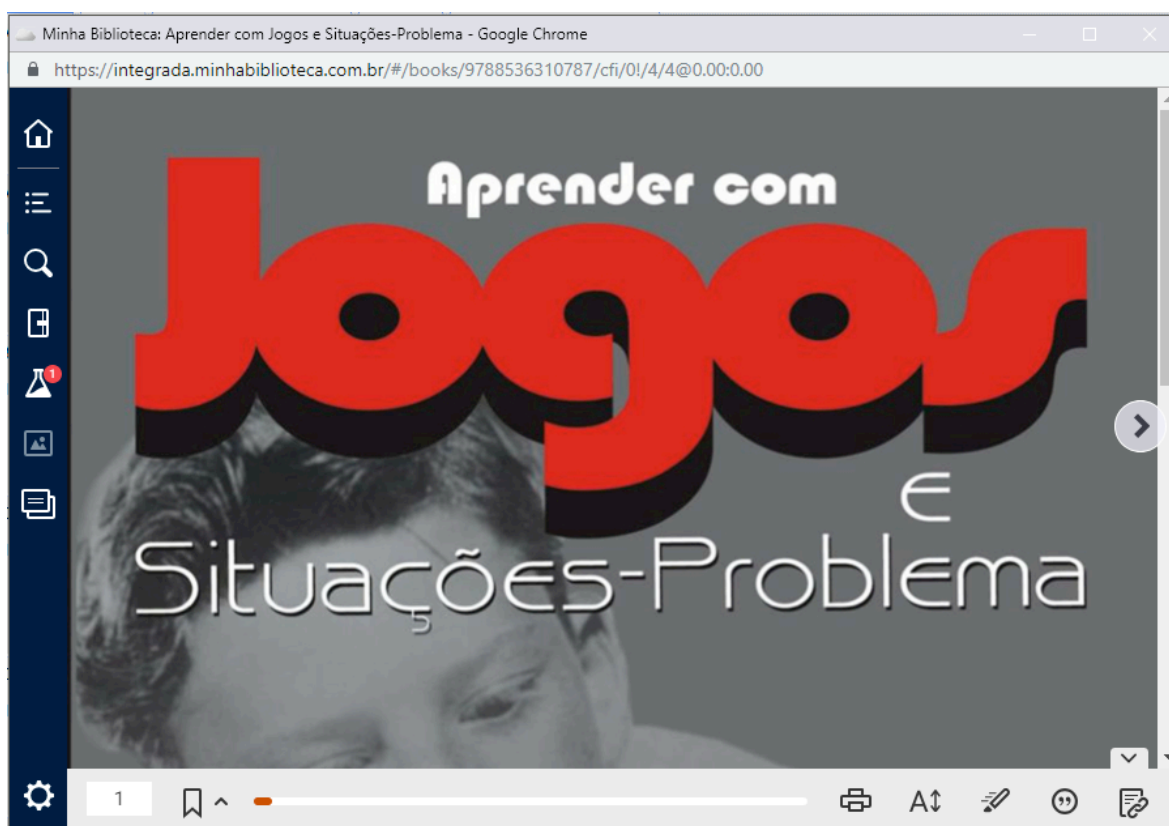 Minha Biblioteca: Aprender com Jogos e Situações-Problema - Google Chrome
https://integrada.minhabiblioteca.com.br/#/books/9788536310787/cfi/0!/4/4@0.00:0.00
Aprender com
Jogos
E
Situações-Problema
1
1
A